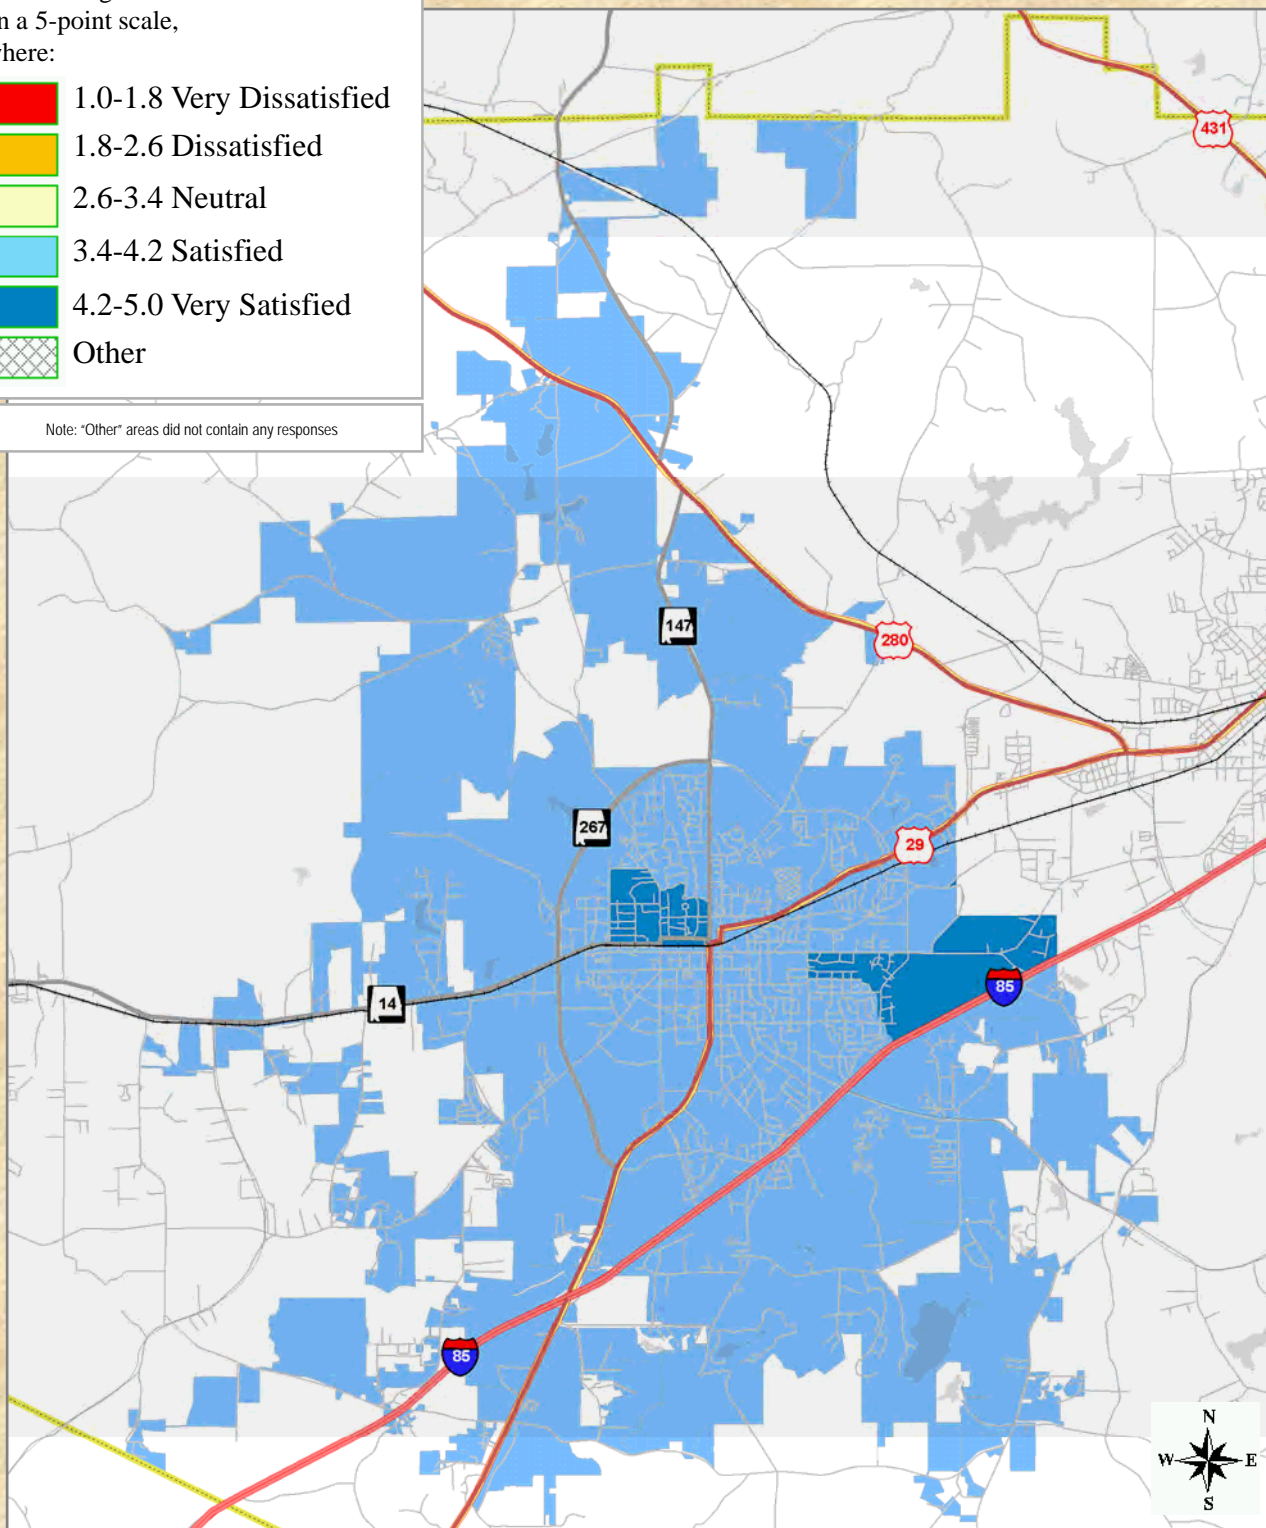 n a 5-point scale,
where:
1.0-1.8 Very Dissatisfied
1.8-2.6 Dissatisfied
2.6-3.4 Neutral
3.4-4.2 Satisfied
4.2-5.0 Very Satisfied
Other
Note: "Other" areas did not contain any responses
431
147
280
267
29
85
14
85
N
W E
S